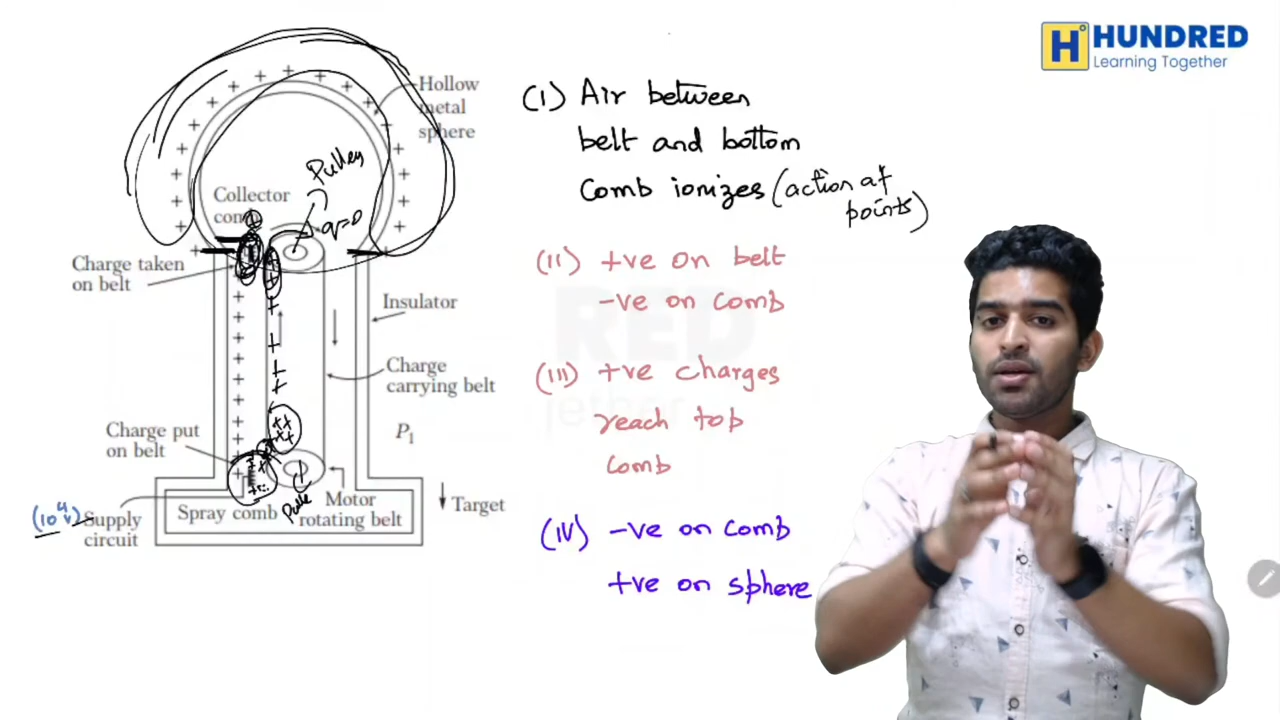 HUNDRED
Learning Together
Hollow
metal
sphere
Pulley
Collector
comb
q=0
Charge taken
on belt
Insulator
Charge
carrying belt
Charge put
on belt
P₁
(10⁴v)
Supply
circuit
Spray comb
Pulle
Motor
rotating belt
Target
(I) Air between
belt and bottom
Comb ionizes (action at
points)
(II) +ve on belt
-ve on comb
(III) +ve charges
reach top
comb
(IV) -ve on comb
+ve on sphere